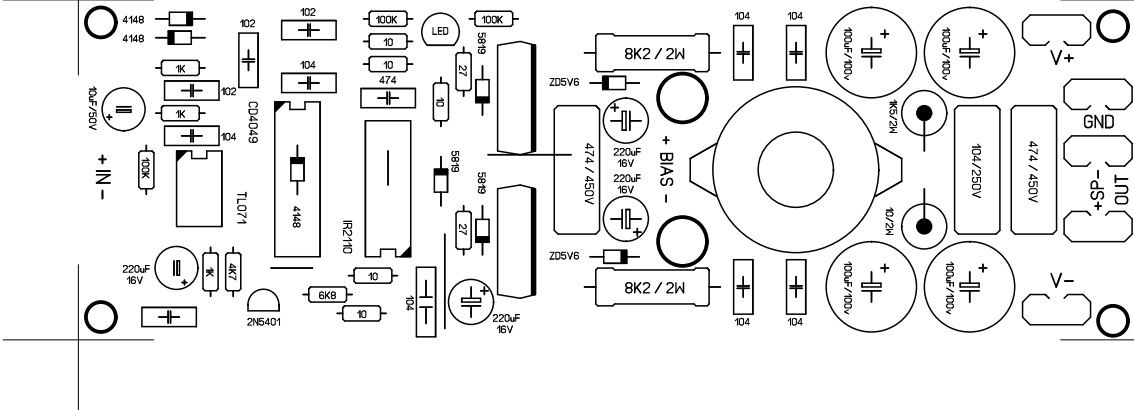 4148
4148
102
102
100K
10
10
LED
100K
5819
27
8K2 / 2W
104
104
100uF/100v
100uF/100v
V+
1K
102
104
474
10
ZD5V6
10uF/50V
1K
104
CD4049
220uF
16V
1K5/2W
GND
- INI +
100K
TL071
4148
IR2110
5819
5819
27
474 / 450V
+ BIAS -
220uF
16V
104/250V
474 / 450V
+SP-
OUT
10/2W
220uF
16V
1K
4K7
10
6K8
10
104
2N5401
220uF
16V
ZD5V6
8K2 / 2W
104
104
100uF/100v
100uF/100v
V-